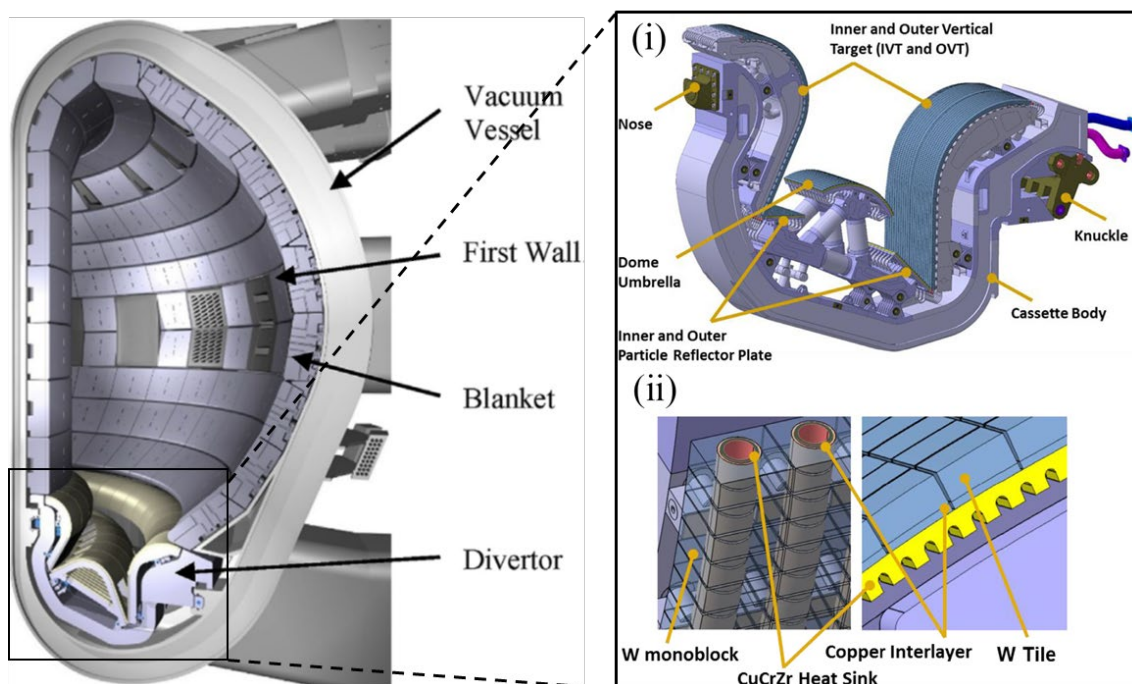 Vacuum
Vessel
First Wall
Blanket
Divertor
(i)
Inner and Outer Vertical
Target (IVT and OVT)
Nose
Knuckle
Dome
Umbrella
Cassette Body
Inner and Outer
Particle Reflector Plate
(ii)
W monoblock
Copper Interlayer
W Tile
CuCrZr Heat Sink